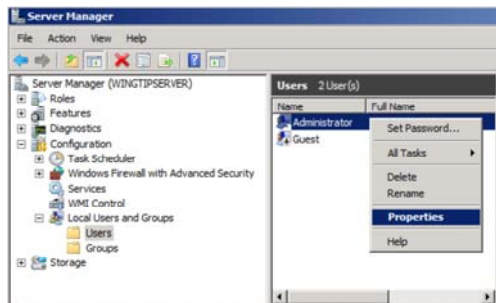 Server Manager
File Action View Help
Server Manager (WINGTIPSERVER)
Roles
Features
Diagnostics
Configuration
Task Scheduler
Windows Firewall with Advanced Security
Services
WMI Control
Local Users and Groups
Users
Groups
Storage
Users 2 User(s)
Name Full Name
Administrator
Guest
Set Password...
All Tasks
Delete
Rename
Properties
Help